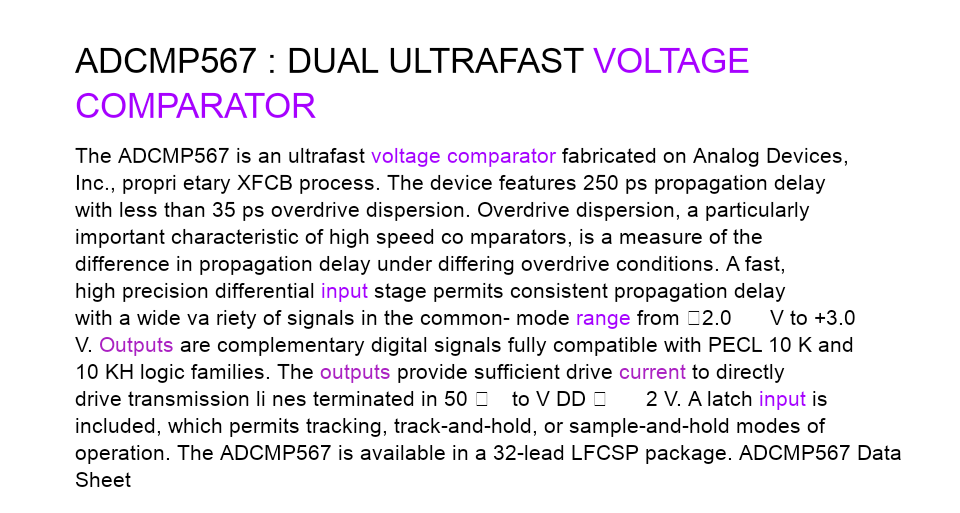 ADCMP567 : DUAL ULTRAFAST VOLTAGE
COMPARATOR
The ADCMP567 is an ultrafast voltage comparator fabricated on Analog Devices,
Inc., propri etary XFCB process. The device features 250 ps propagation delay
with less than 35 ps overdrive dispersion. Overdrive dispersion, a particularly
important characteristic of high speed co mparators, is a measure of the
difference in propagation delay under differing overdrive conditions. A fast,
high precision differential input stage permits consistent propagation delay
with a wide va riety of signals in the common- mode range from □2.0 V to +3.0
V. Outputs are complementary digital signals fully compatible with PECL 10 K and
10 KH logic families. The outputs provide sufficient drive current to directly
drive transmission li nes terminated in 50 □ to V DD □ 2 V. A latch input is
included, which permits tracking, track-and-hold, or sample-and-hold modes of
operation. The ADCMP567 is available in a 32-lead LFCSP package. ADCMP567 Data
Sheet